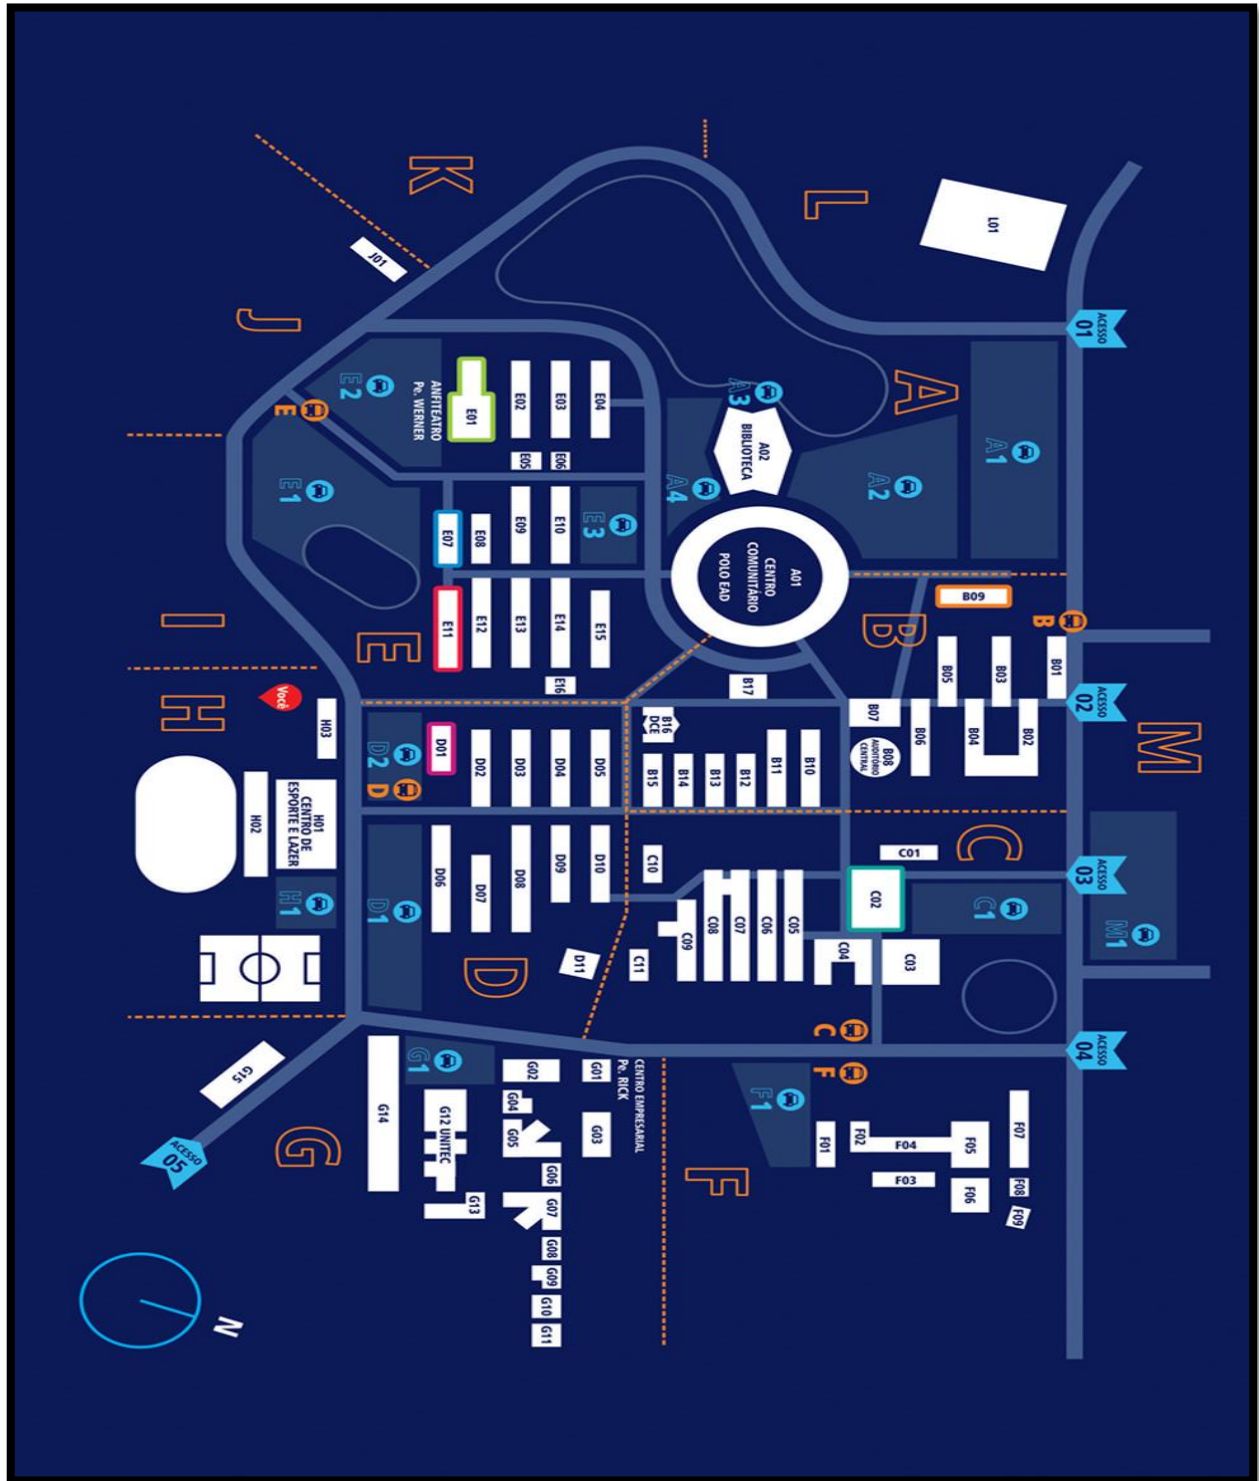 K
L
L01
J01
J
ACESSO
01
A
A1
A2
A3
A4
A02
BIBLIOTECA
A01
CENTRO
COMUNITÁRIO
POLO EAD
E2
E
E1
ANFITEATRO
Pe. WERNER
E01
E02
E03
E04
E05
E06
E07
E08
E09
E10
E3
E11
E12
E13
E14
E15
E16
E
I
H
Você
H03
H02
H01
CENTRO DE
ESPORTE E LAZER
H1
B
B09
B
B01
B03
B05
ACESSO
02
B02
B04
B06
B07
B08
AUDITÓRIO
CENTRAL
B17
B16
DCE
B15
B14
B13
B12
B11
B10
M
M1
D2
D
D01
D02
D03
D04
D05
D1
D06
D07
D08
D09
D10
D11
D
C
C01
ACESSO
03
C02
C1
C03
C04
C05
C06
C07
C08
C09
C10
C11
C
F
ACESSO
04
F1
F01
F02
F04
F05
F03
F06
F07
F08
F09
F
CENTRO EMPRESARIAL
Pe. RICK
G01
G02
G03
G04
G05
G06
G07
G08
G09
G10
G11
G1
G12 UNITEC
G13
G14
G15
G
ACESSO
05
N